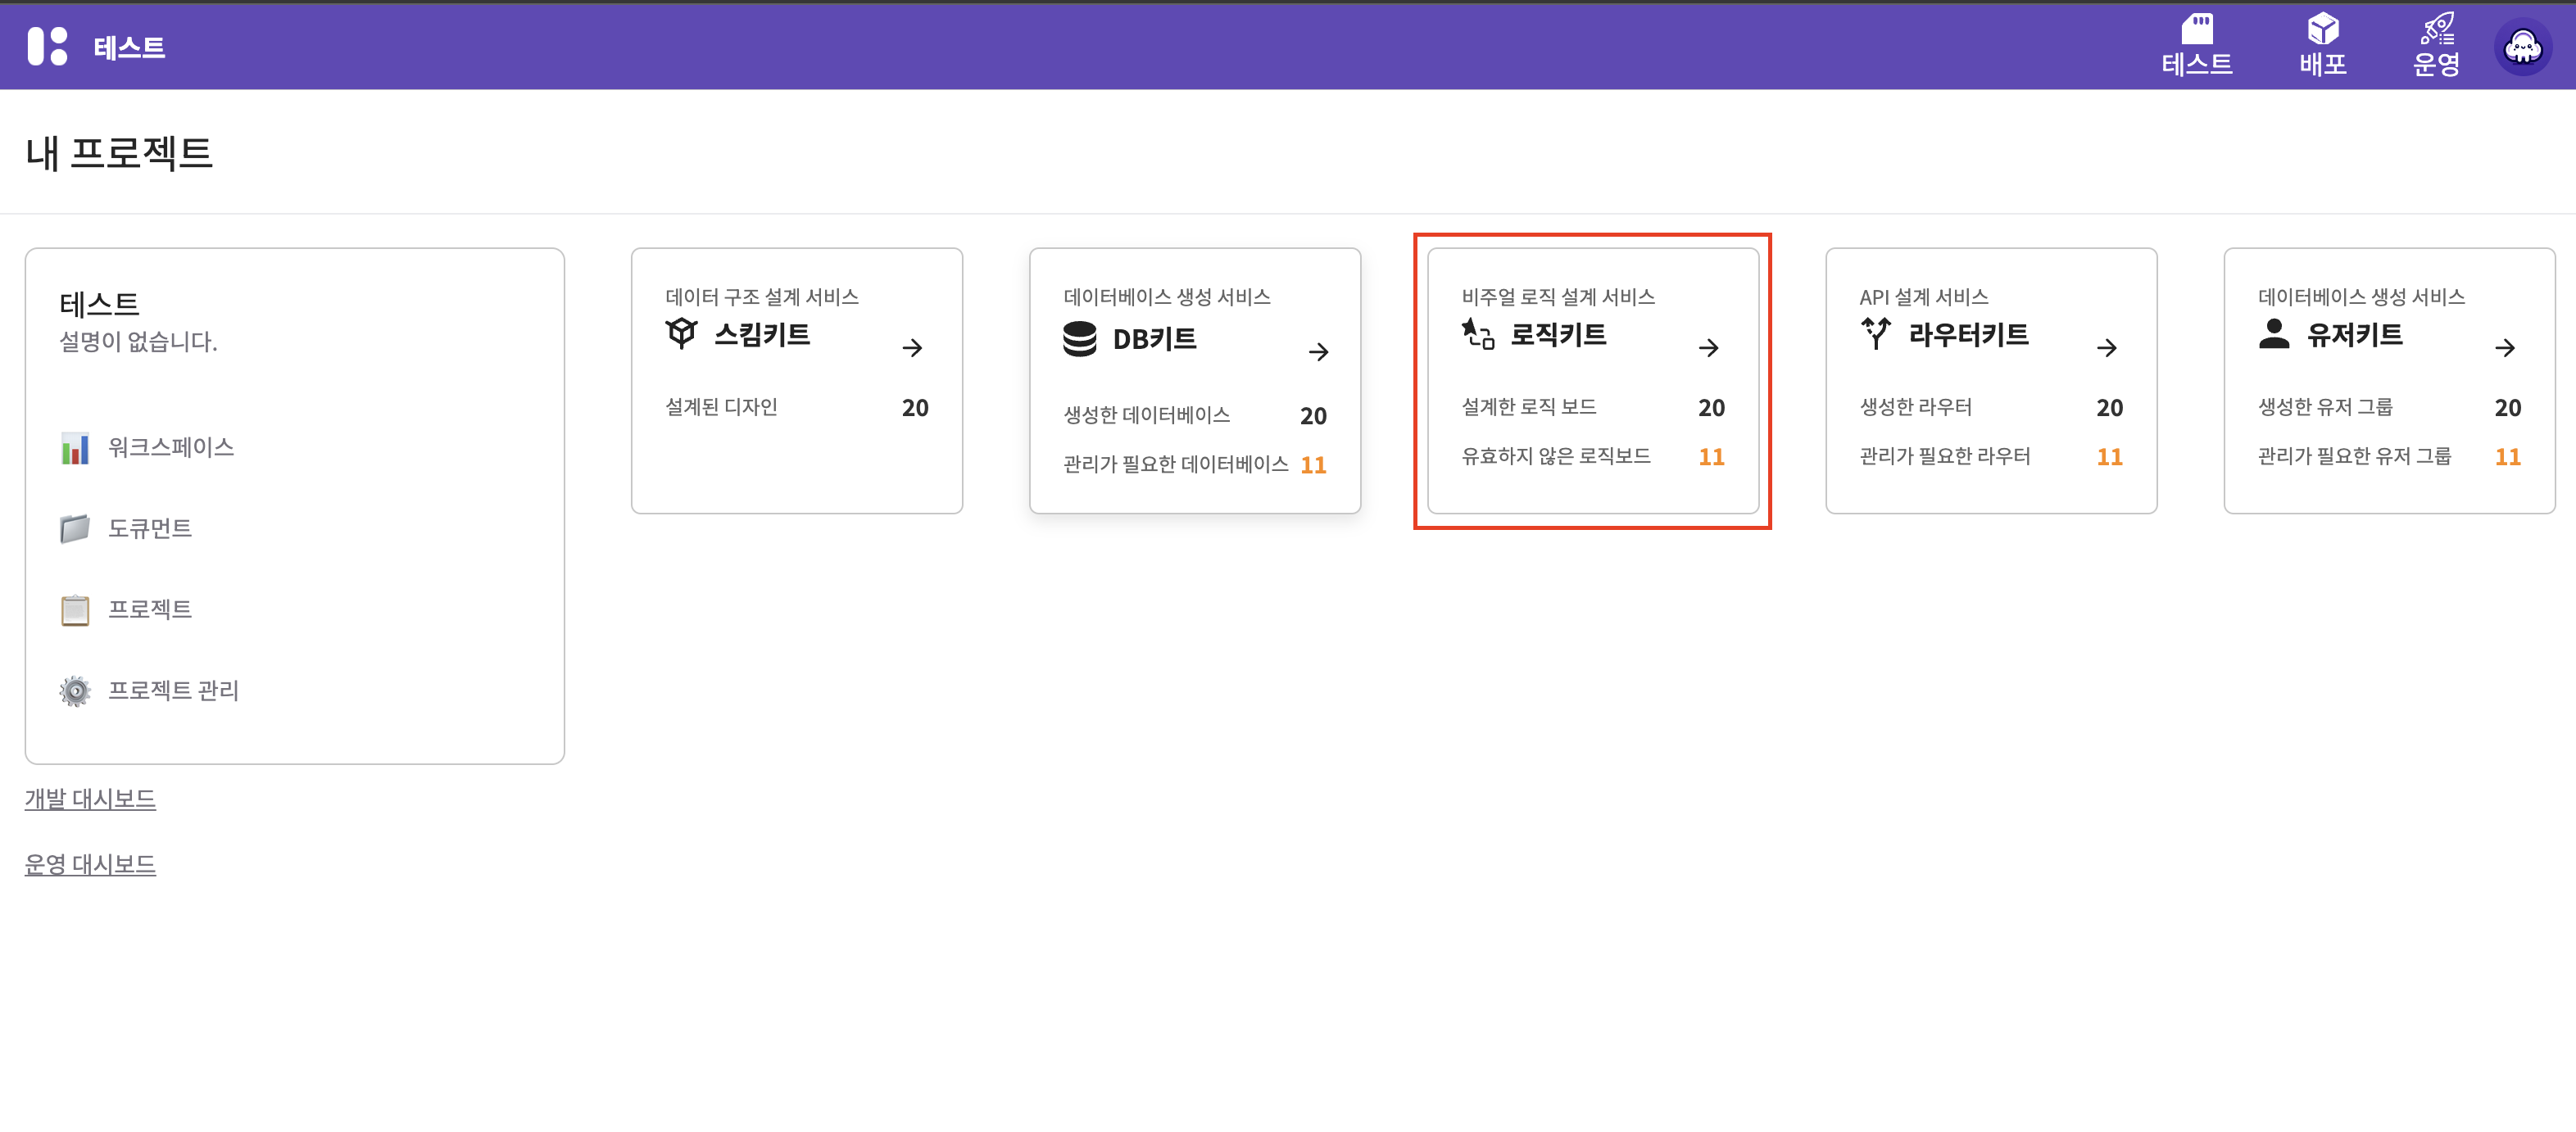 테스트
테스트
배포
운영
내 프로젝트
테스트
설명이 없습니다.
워크스페이스
도큐먼트
프로젝트
프로젝트 관리
개발 대시보드
운영 대시보드
데이터 구조 설계 서비스
스킴키트
설계된 디자인 20
데이터베이스 생성 서비스
DB키트
생성한 데이터베이스 20
관리가 필요한 데이터베이스 11
비주얼 로직 설계 서비스
로직키트
설계한 로직 보드 20
유효하지 않은 로직보드 11
API 설계 서비스
라우터키트
생성한 라우터 20
관리가 필요한 라우터 11
데이터베이스 생성 서비스
유저키트
생성한 유저 그룹 20
관리가 필요한 유저 그룹 11